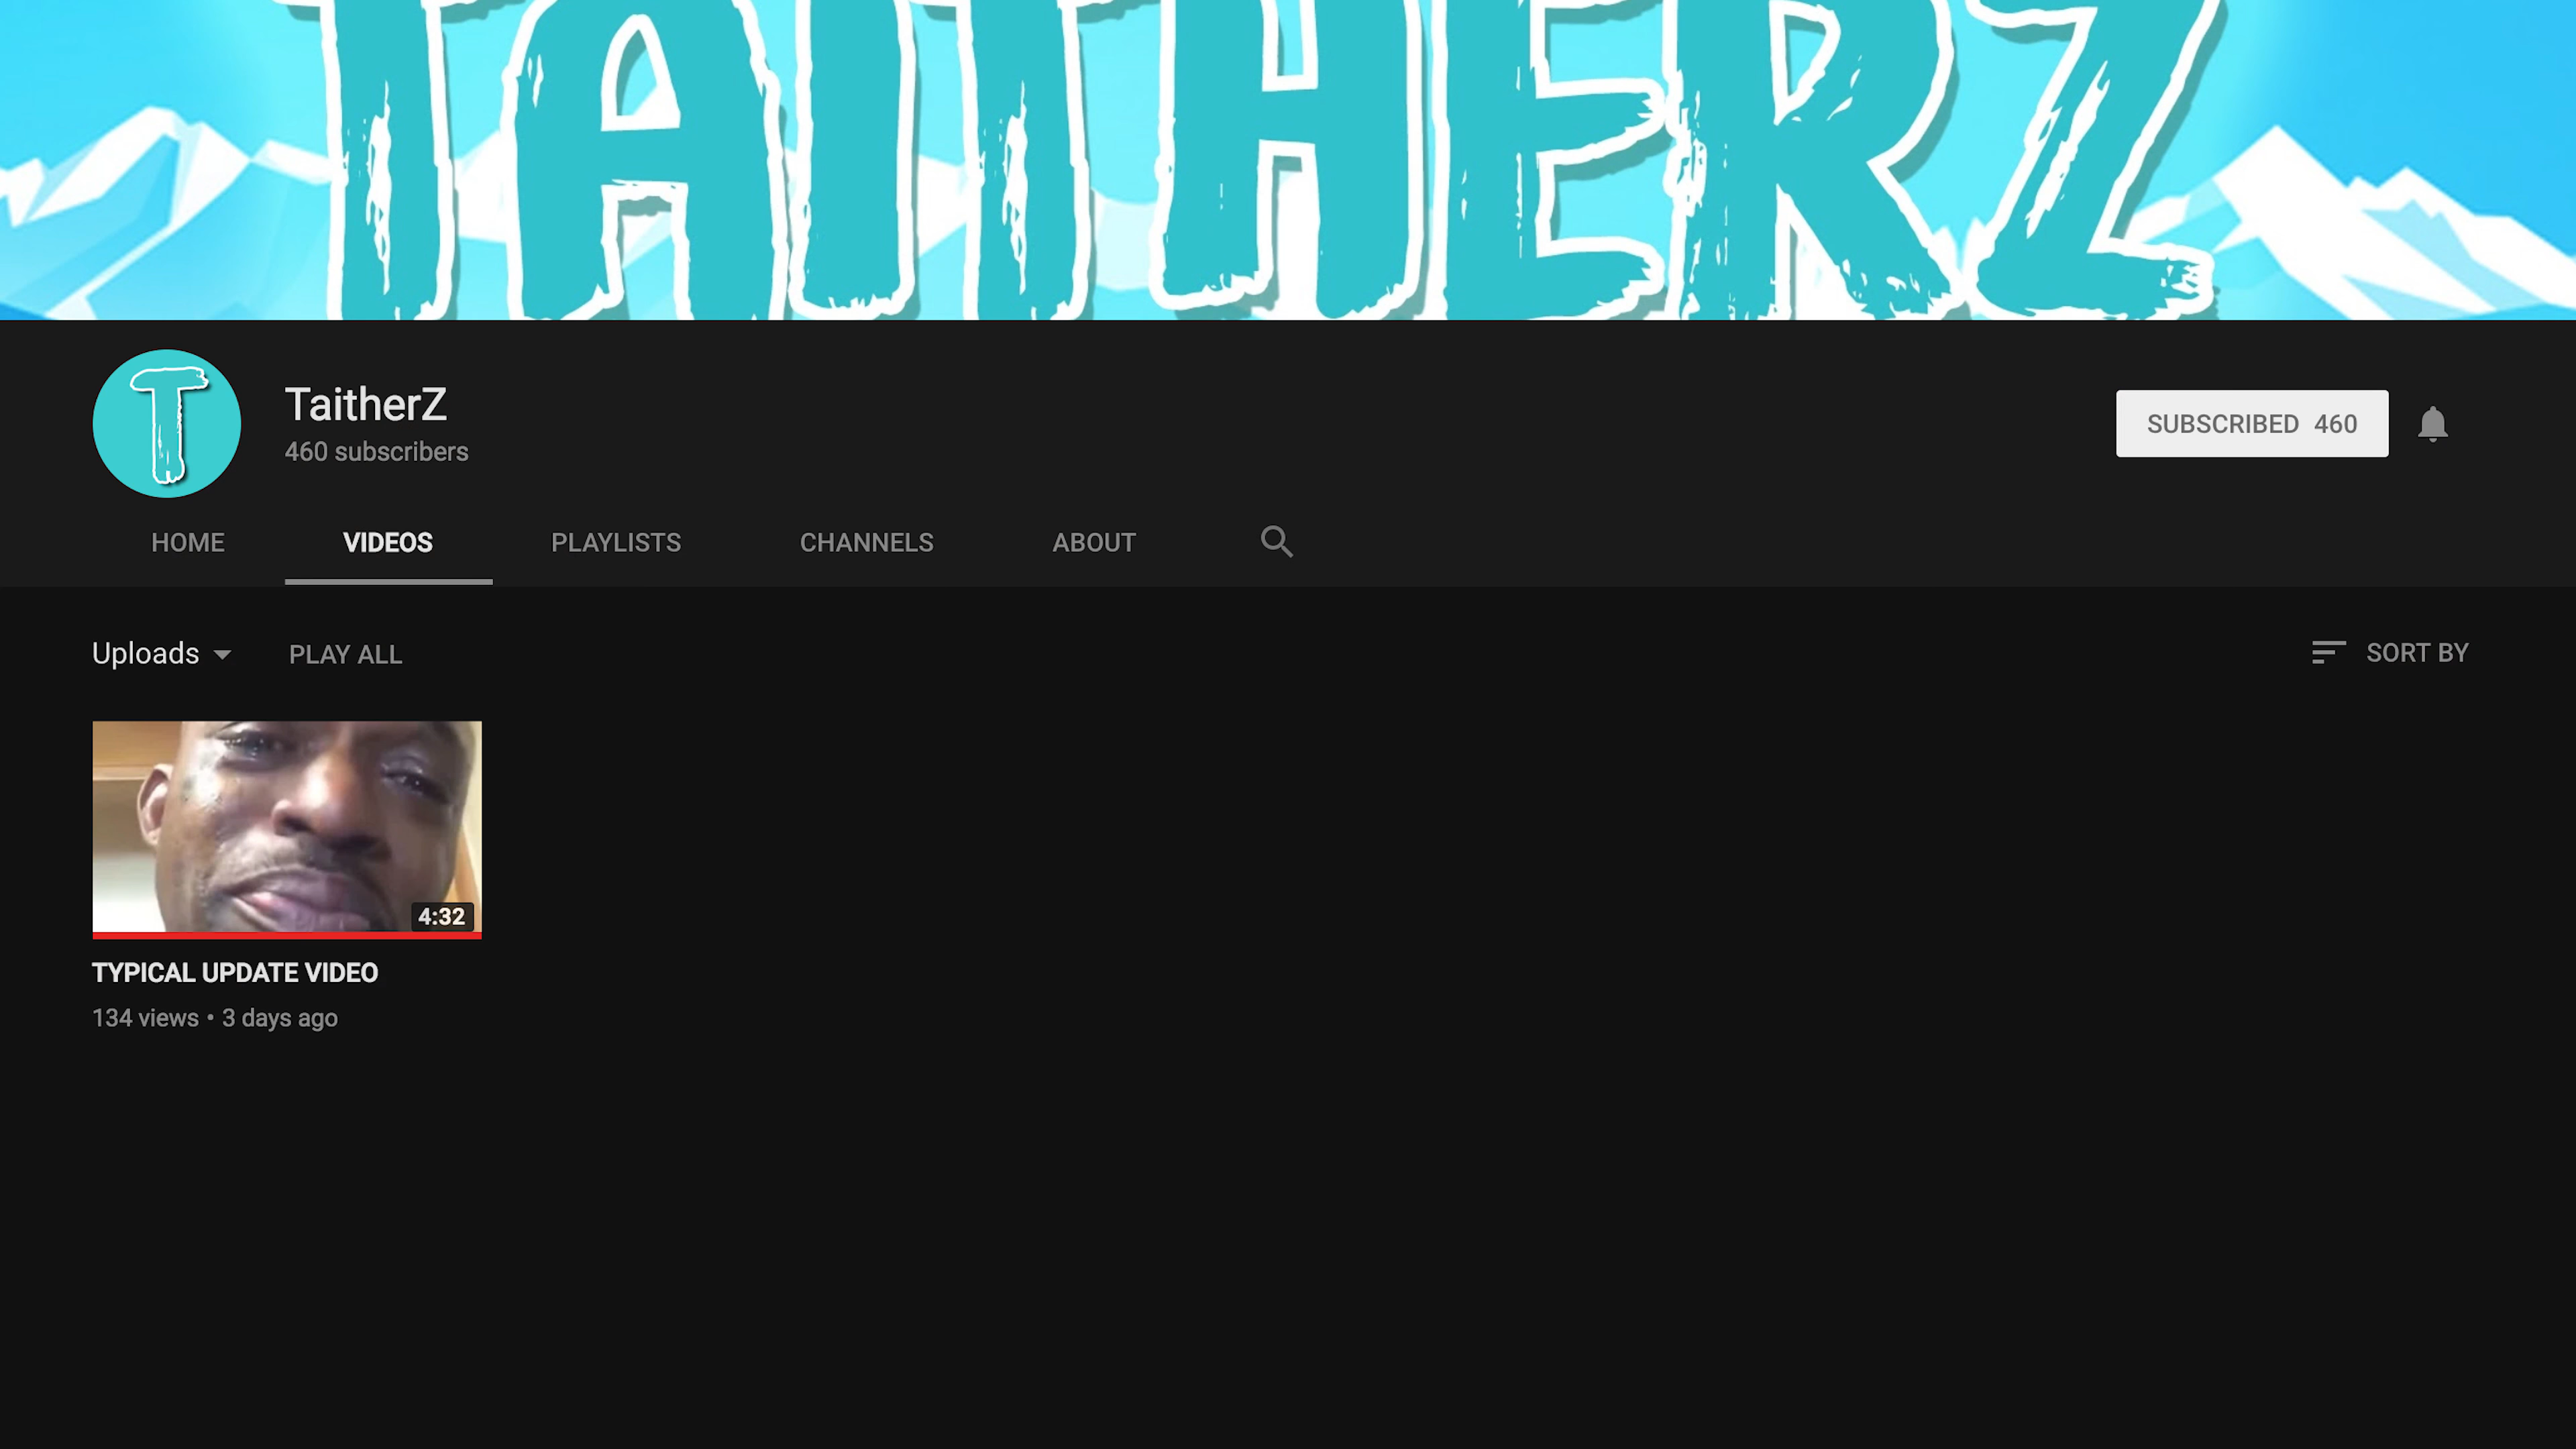 TAITHERZ
T
TaitherZ
460 subscribers
SUBSCRIBED 460
HOME VIDEOS PLAYLISTS CHANNELS ABOUT
Uploads PLAY ALL
SORT BY
4:32
TYPICAL UPDATE VIDEO
134 views • 3 days ago